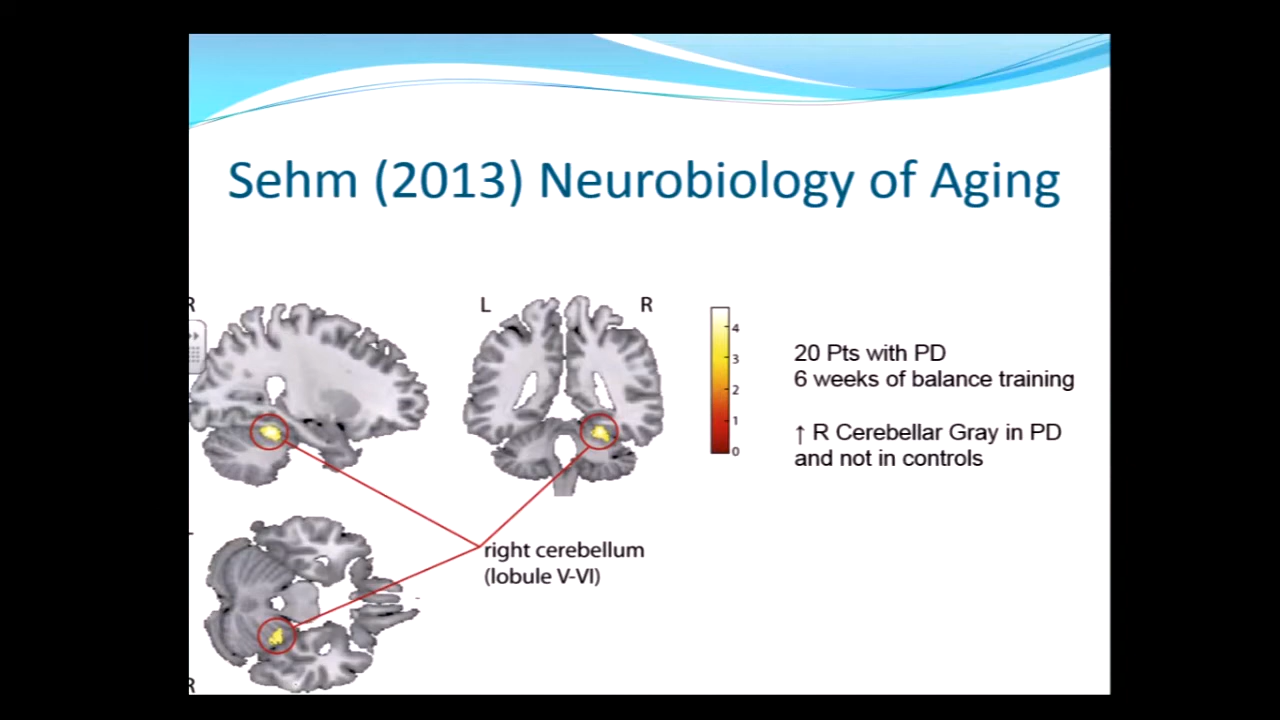 Sehm (2013) Neurobiology of Aging
R
L
R
4
3
2
1
0
20 Pts with PD
6 weeks of balance training
↑ R Cerebellar Gray in PD
and not in controls
right cerebellum
(lobule V-VI)
R